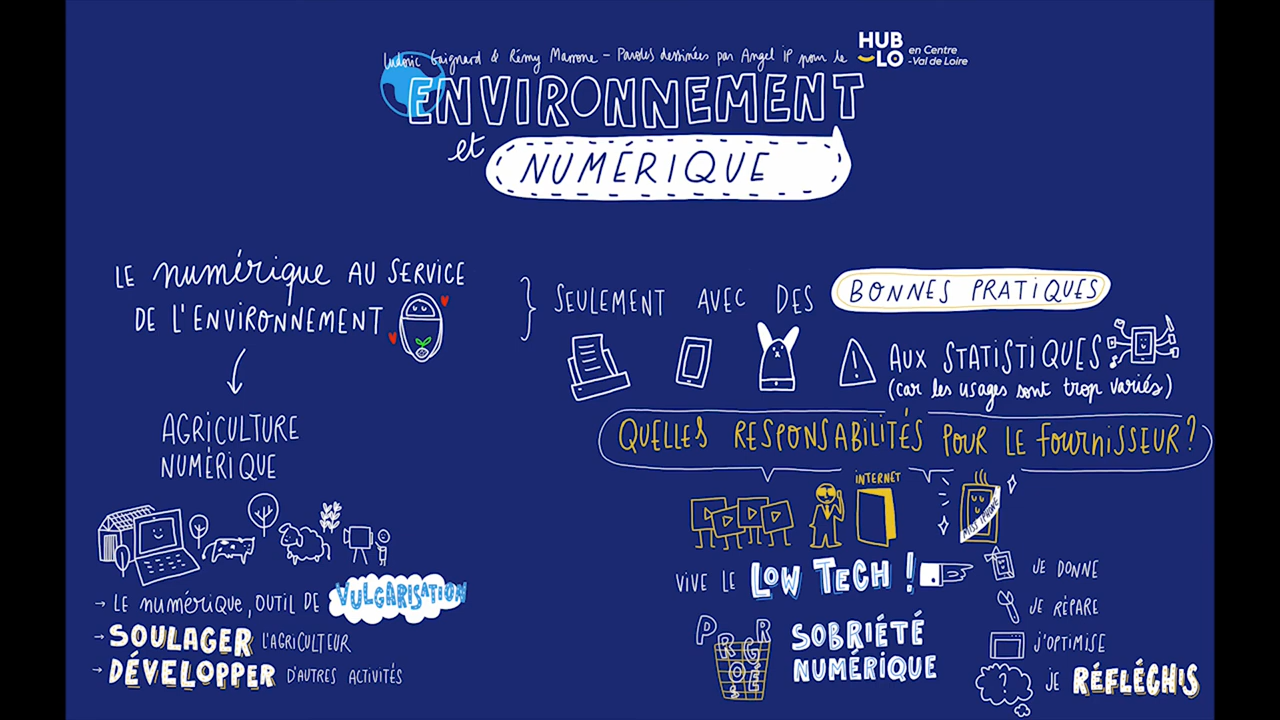 Ludovic Gaignard & Rémy Marrone - Paroles dessinées par Angel IP pour le HUB-LO en Centre-Val de Loire
ENVIRONNEMENT
et
NUMÉRIQUE
LE numérique AU SERVICE
DE L'ENVIRONNEMENT
AGRICULTURE
NUMÉRIQUE
→ LE numérique, OUTIL DE VULGARISATION
→ SOULAGER L'AGRICULTEUR
→ DÉVELOPPER D'AUTRES ACTIVITÉS
} SEULEMENT AVEC DES BONNES PRATIQUES
! AUX STATISTIQUES
(car les usages sont trop variés)
QUELLES RESPONSABILITÉS POUR LE FOURNISSEUR ?
INTERNET
VIVE LE LOW TECH !
JE DONNE
JE RÉPARE
J'OPTIMISE
? JE RÉFLÉCHIS
PROGRÈS
SOBRIÉTÉ
NUMÉRIQUE